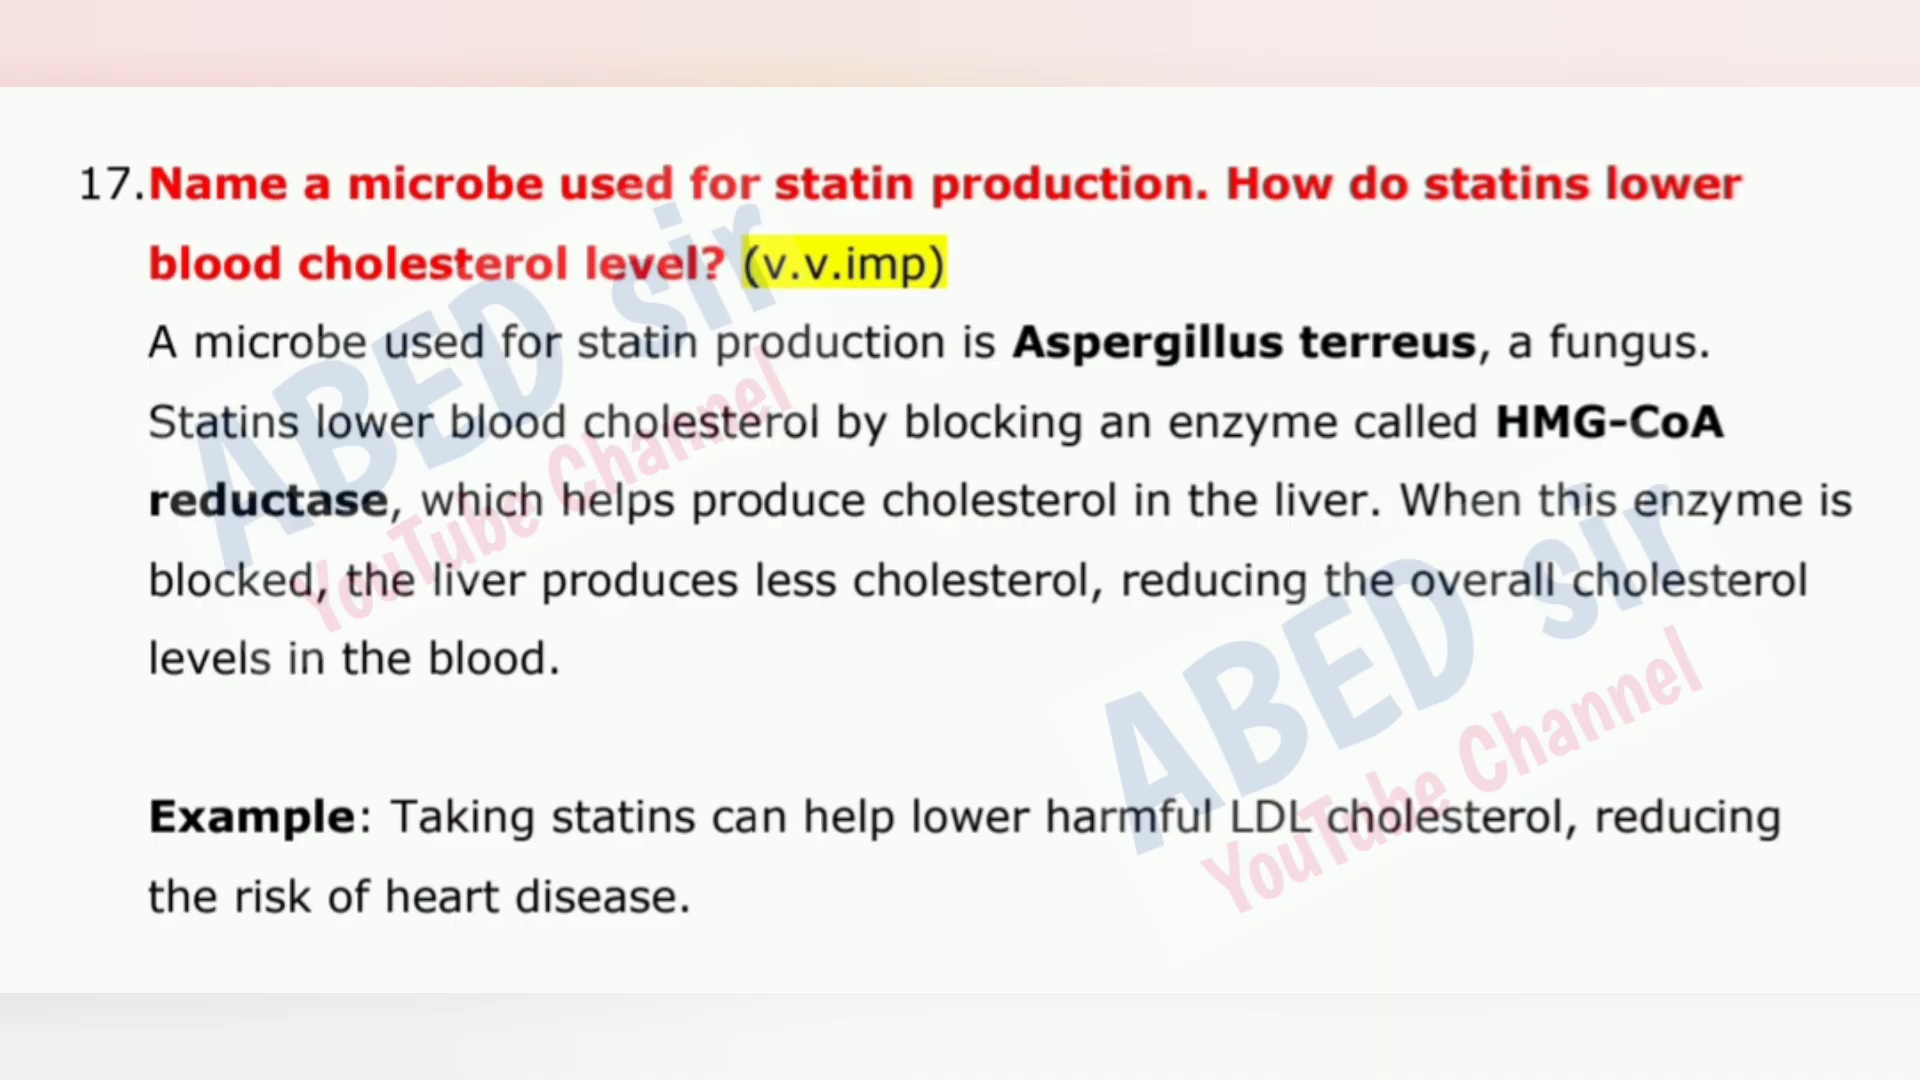 17. Name a microbe used for statin production. How do statins lower
blood cholesterol level? (v.v.imp)
A microbe used for statin production is Aspergillus terreus, a fungus.
Statins lower blood cholesterol by blocking an enzyme called HMG-CoA
reductase, which helps produce cholesterol in the liver. When this enzyme is
blocked, the liver produces less cholesterol, reducing the overall cholesterol
levels in the blood.
Example: Taking statins can help lower harmful LDL cholesterol, reducing
the risk of heart disease.
ABED sir
YouTube Channel
ABED sir
YouTube Channel